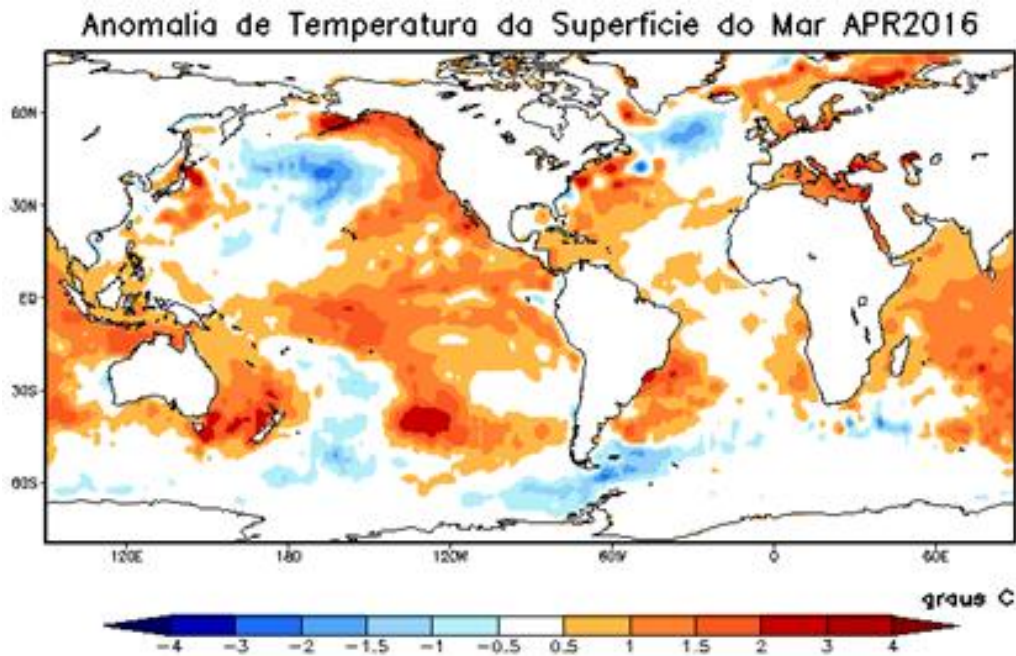 Anomalia de Temperatura da Superficie do Mar APR2016
60N
30N
EQ
30S
60S
120E 180 120W 60W 0 60E
graus C
-4 -3 -2 -1.5 -1 -0.5 0.5 1 1.5 2 3 4